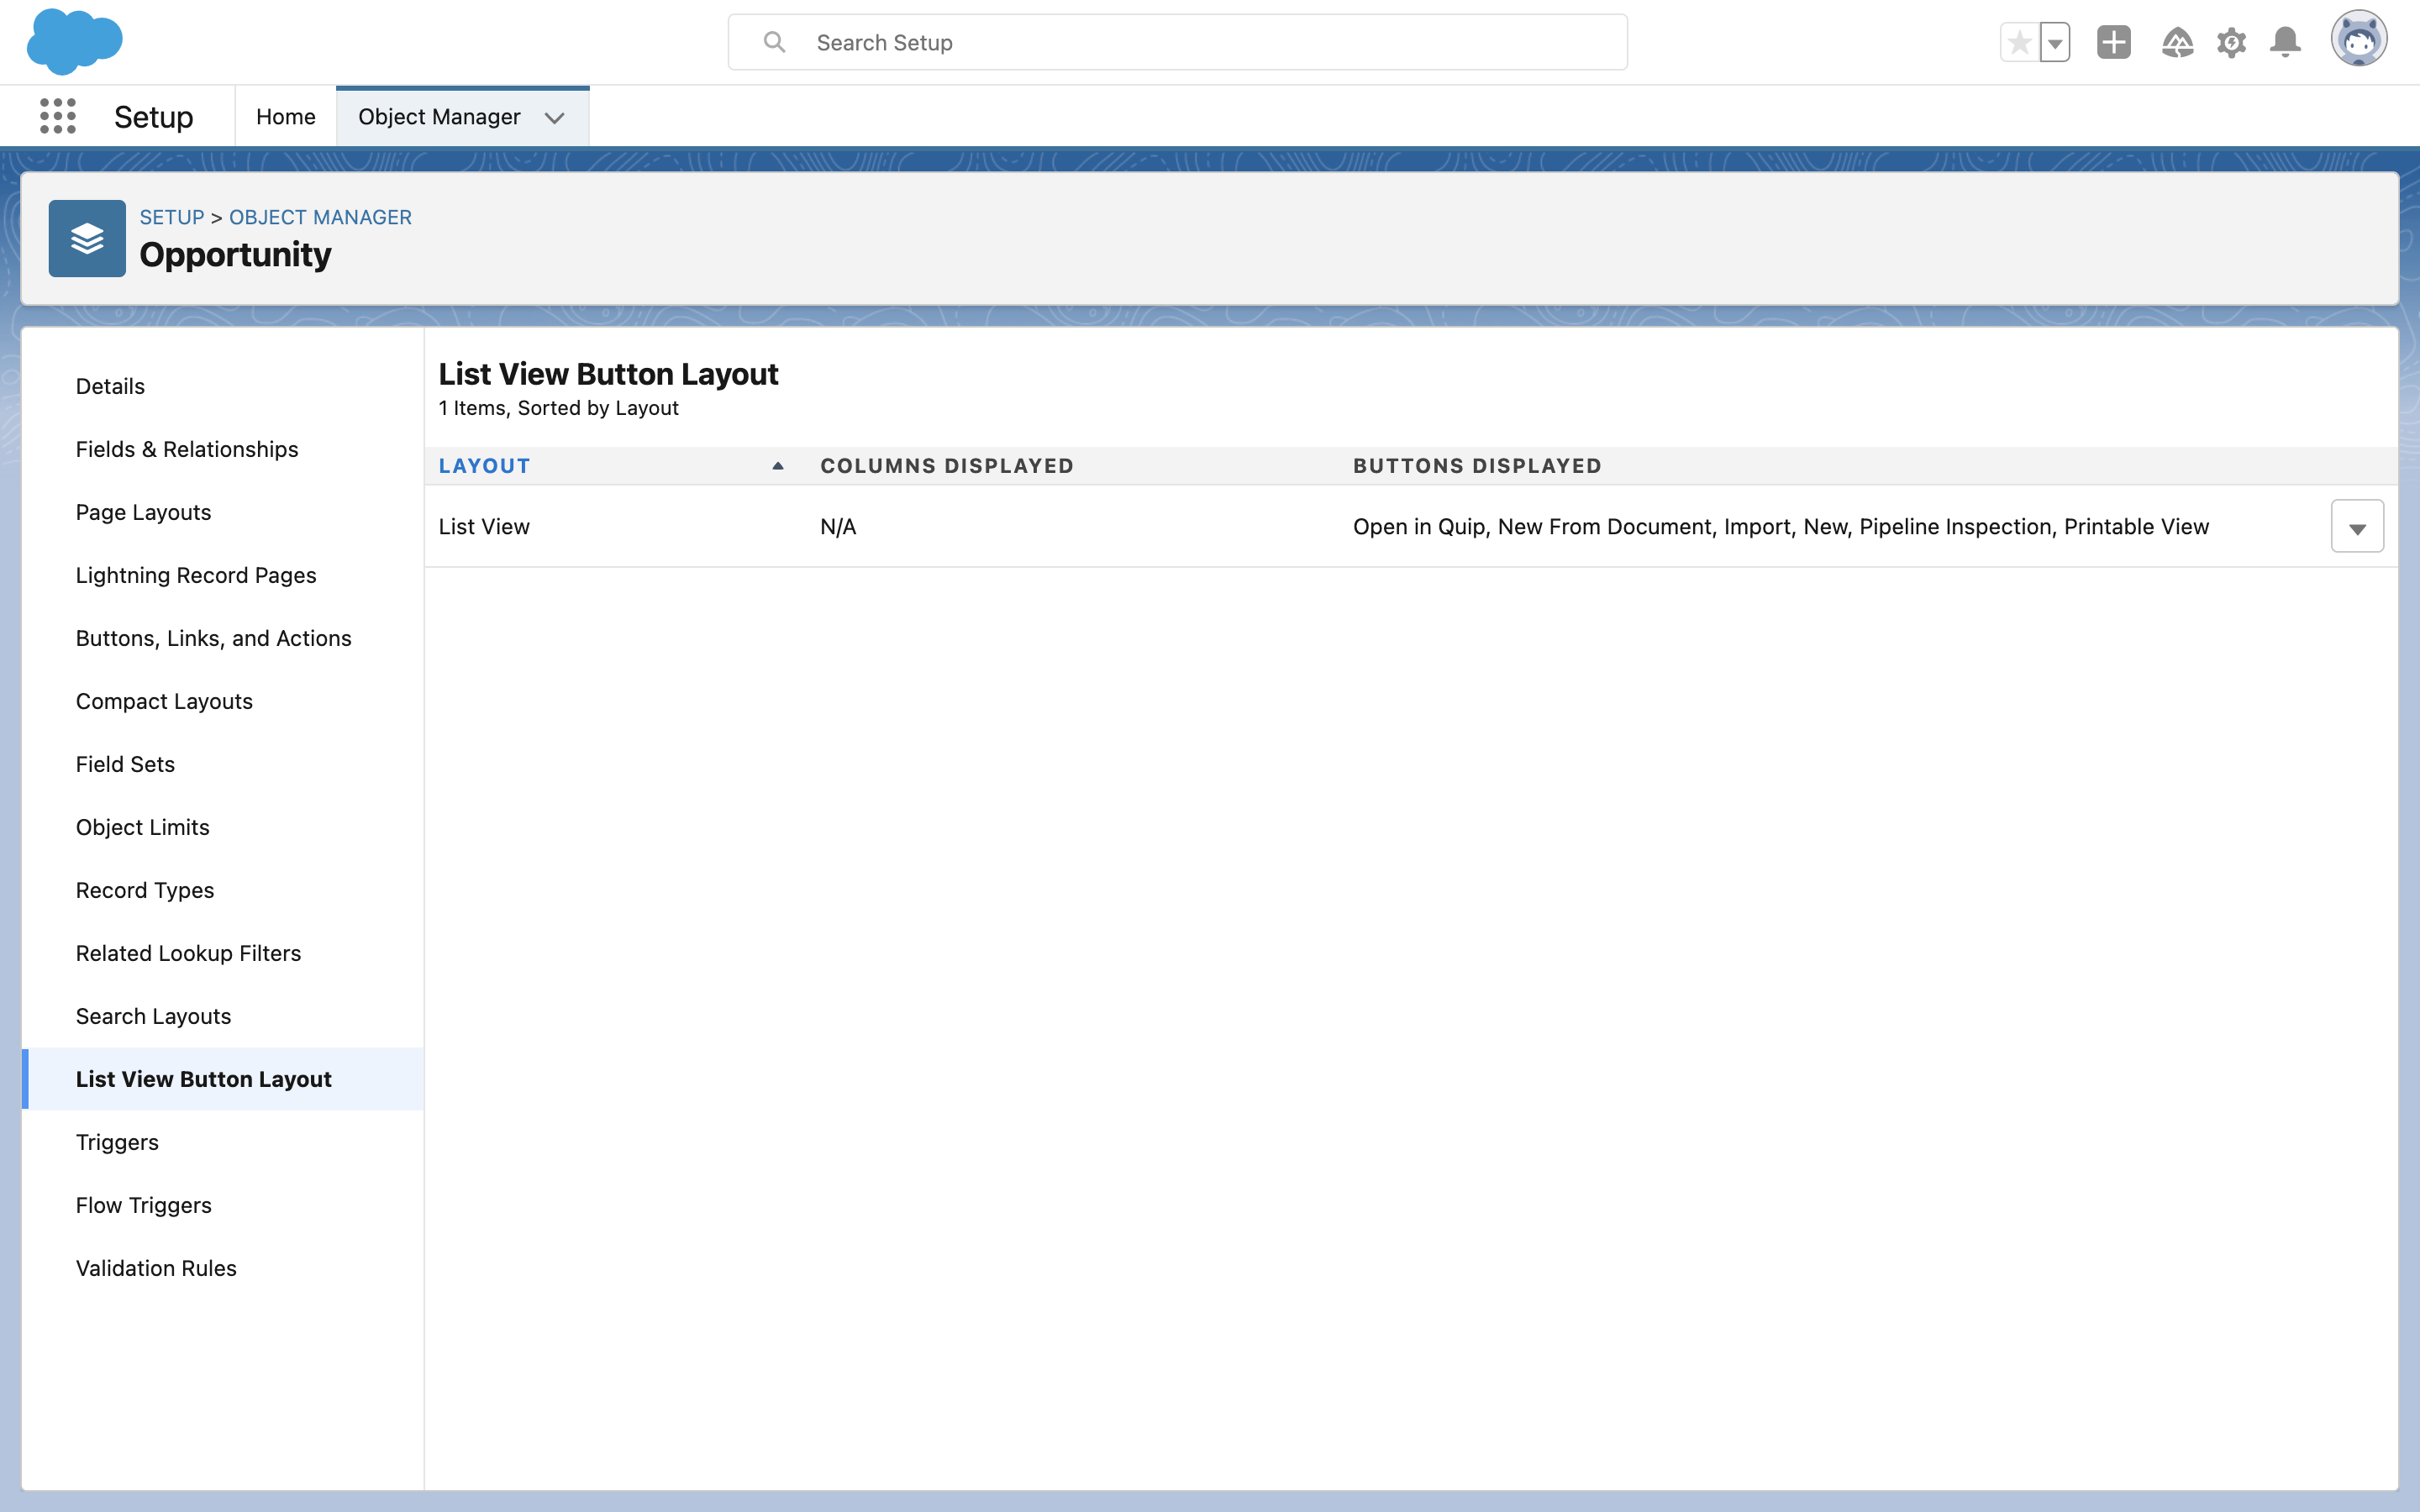 Search Setup
Setup
Home
Object Manager
SETUP > OBJECT MANAGER
Opportunity
Details
Fields & Relationships
Page Layouts
Lightning Record Pages
Buttons, Links, and Actions
Compact Layouts
Field Sets
Object Limits
Record Types
Related Lookup Filters
Search Layouts
List View Button Layout
Triggers
Flow Triggers
Validation Rules
List View Button Layout
1 Items, Sorted by Layout
LAYOUT COLUMNS DISPLAYED BUTTONS DISPLAYED
List View N/A Open in Quip, New From Document, Import, New, Pipeline Inspection, Printable View